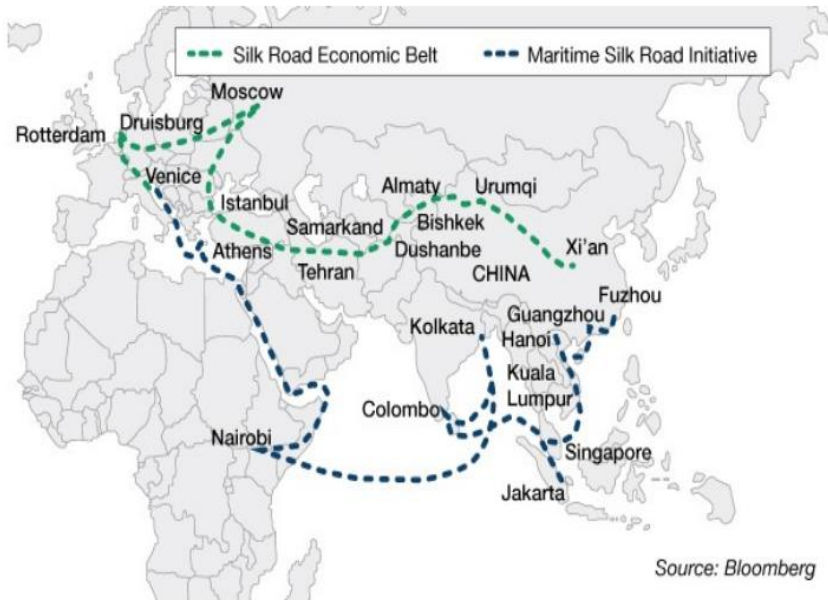 Silk Road Economic Belt
Maritime Silk Road Initiative
Moscow
Rotterdam
Druisburg
Venice
Istanbul
Almaty
Urumqi
Samarkand
Bishkek
Athens
Dushanbe
Xi'an
Tehran
CHINA
Fuzhou
Guangzhou
Kolkata
Hanoi
Kuala
Lumpur
Colombo
Nairobi
Singapore
Jakarta
Source: Bloomberg